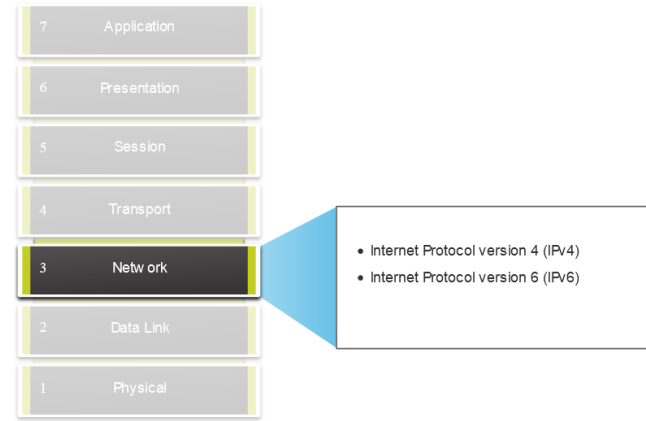 7 Application
6 Presentation
5 Session
4 Transport
3 Netw ork
2 Data Link
1 Physical
• Internet Protocol version 4 (IPv4)
• Internet Protocol version 6 (IPv6)